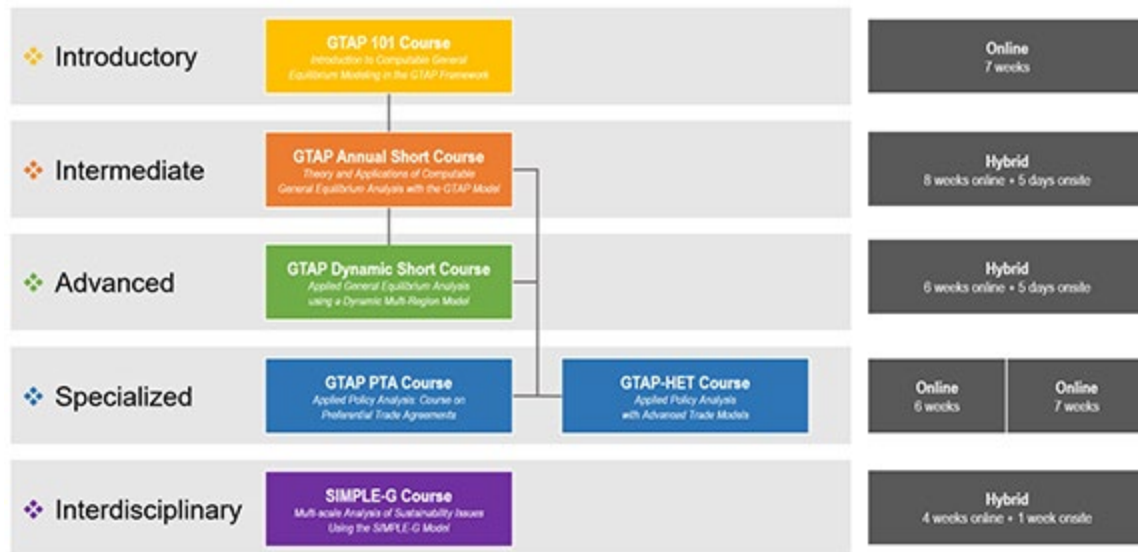 Introductory
GTAP 101 Course
Introduction to Computable General
Equilibrium Modeling in the GTAP Framework
Online
7 weeks
Intermediate
GTAP Annual Short Course
Theory and Applications of Computable
General Equilibrium Analysis with the GTAP Model
Hybrid
8 weeks online + 5 days onsite
Advanced
GTAP Dynamic Short Course
Applied General Equilibrium Analysis
using a Dynamic Multi-Region Model
Hybrid
6 weeks online + 5 days onsite
Specialized
GTAP PTA Course
Applied Policy Analysis: Course on
Preferential Trade Agreements
GTAP-HET Course
Applied Policy Analysis
with Advanced Trade Models
Online
6 weeks
Online
7 weeks
Interdisciplinary
SIMPLE-G Course
Multi-scale Analysis of Sustainability Issues
Using the SIMPLE-G Model
Hybrid
4 weeks online + 1 week onsite